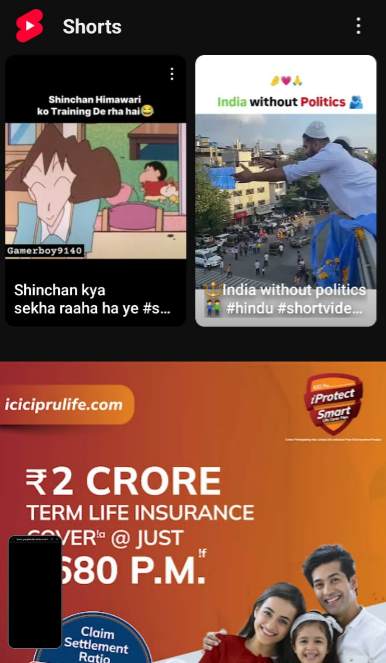 Shorts
Shinchan Himawari
ko Training De rha hai😂
Gamerboy9140
Shinchan kya
sekha raaha ha ye #s...
India without Politics 🫂
India without politics
#hindu #shortvide...
iciciprulife.com
iProtect
Smart
₹2 CRORE
TERM LIFE INSURANCE
COVER @ JUST
680 P.M.
Claim
Settlement
Ratio